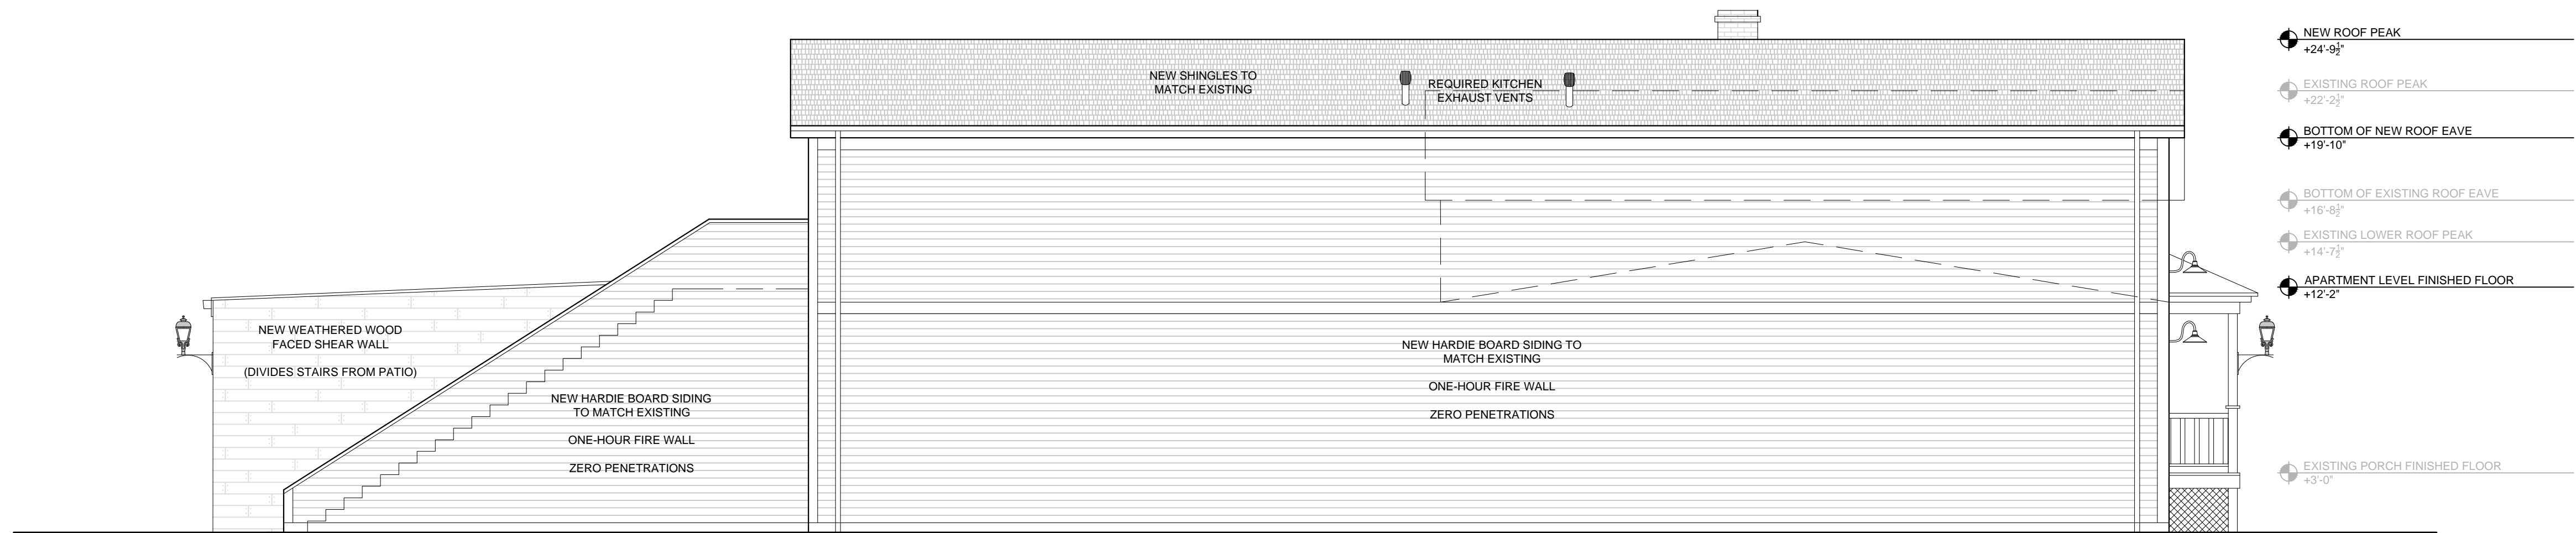 NEW SHINGLES TO
MATCH EXISTING
REQUIRED KITCHEN
EXHAUST VENTS
NEW WEATHERED WOOD
FACED SHEAR WALL
(DIVIDES STAIRS FROM PATIO)
NEW HARDIE BOARD SIDING
TO MATCH EXISTING
ONE-HOUR FIRE WALL
ZERO PENETRATIONS
NEW HARDIE BOARD SIDING TO
MATCH EXISTING
ONE-HOUR FIRE WALL
ZERO PENETRATIONS
NEW ROOF PEAK
+24'-9½"
EXISTING ROOF PEAK
+22'-2½"
BOTTOM OF NEW ROOF EAVE
+19'-10"
BOTTOM OF EXISTING ROOF EAVE
+16'-8½"
EXISTING LOWER ROOF PEAK
+14'-7½"
APARTMENT LEVEL FINISHED FLOOR
+12'-2"
EXISTING PORCH FINISHED FLOOR
+3'-0"